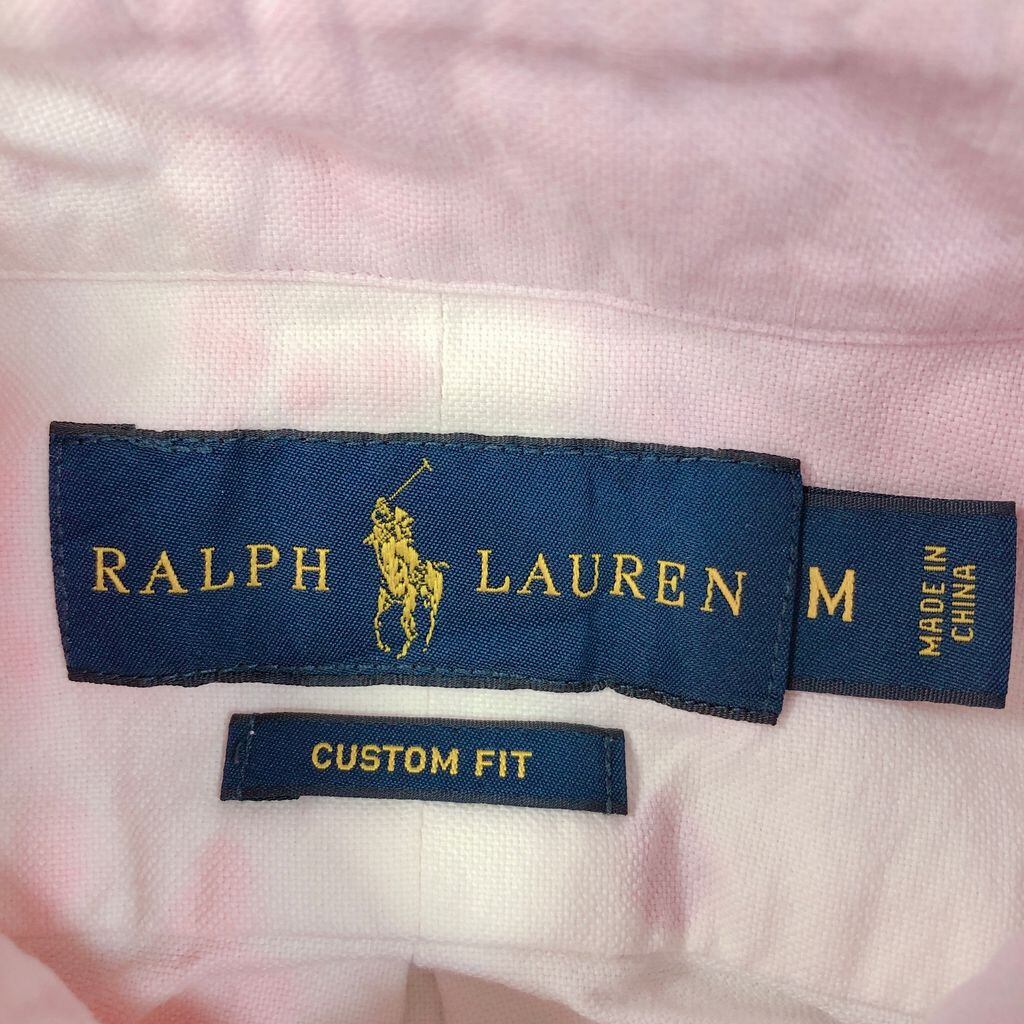 RALPH LAUREN
M
MADE IN
CHINA
CUSTOM FIT